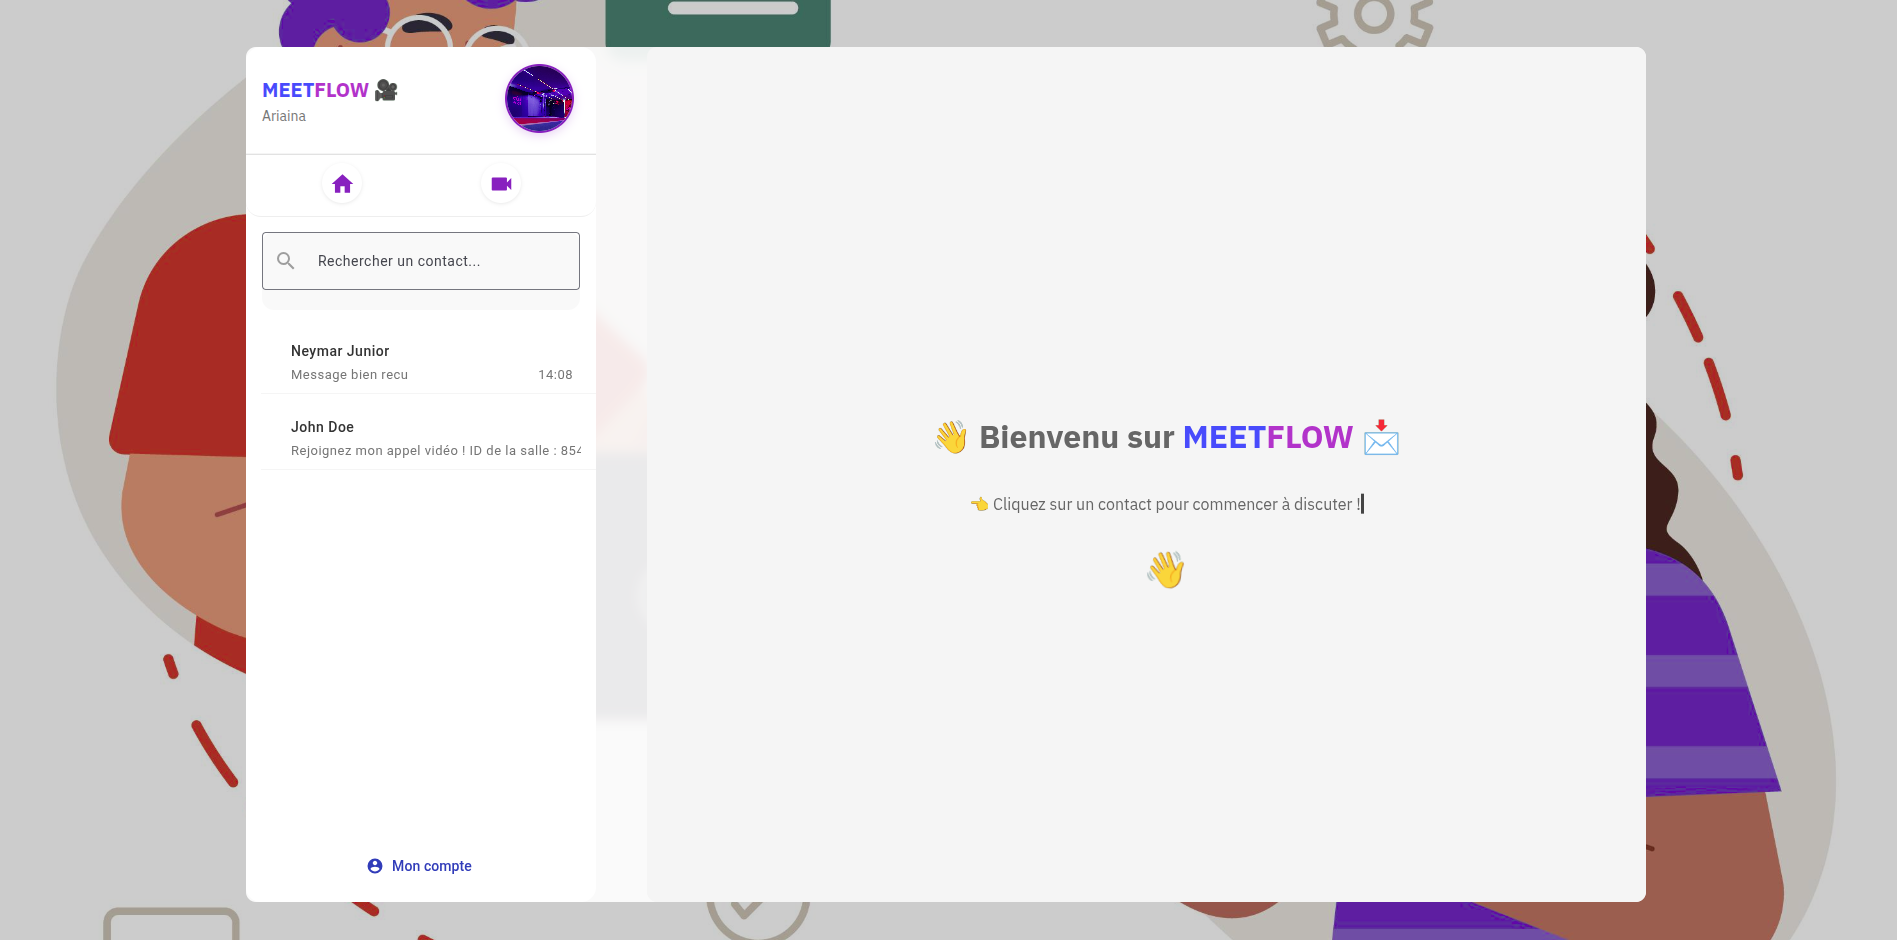 MEETFLOW 🎥
Ariaina
Rechercher un contact...
Neymar Junior
Message bien recu 14:08
John Doe
Rejoignez mon appel vidéo ! ID de la salle : 854
Mon compte
👋 Bienvenu sur MEETFLOW 📩
👈 Cliquez sur un contact pour commencer à discuter !
👋